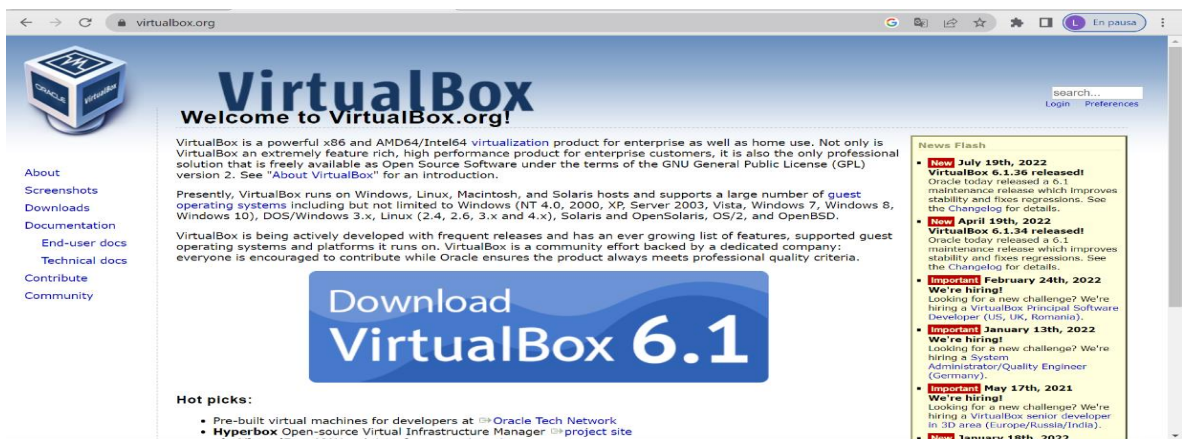 virtualbox.org
En pausa
ORACLE
VirtualBox
VirtualBox
search...
Login Preferences
Welcome to VirtualBox.org!
VirtualBox is a powerful x86 and AMD64/Intel64 virtualization product for enterprise as well as home use. Not only is
VirtualBox an extremely feature rich, high performance product for enterprise customers, it is also the only professional
solution that is freely available as Open Source Software under the terms of the GNU General Public License (GPL)
version 2. See "About VirtualBox" for an introduction.
Presently, VirtualBox runs on Windows, Linux, Macintosh, and Solaris hosts and supports a large number of guest
operating systems including but not limited to Windows (NT 4.0, 2000, XP, Server 2003, Vista, Windows 7, Windows 8,
Windows 10), DOS/Windows 3.x, Linux (2.4, 2.6, 3.x and 4.x), Solaris and OpenSolaris, OS/2, and OpenBSD.
VirtualBox is being actively developed with frequent releases and has an ever growing list of features, supported guest
operating systems and platforms it runs on. VirtualBox is a community effort backed by a dedicated company:
everyone is encouraged to contribute while Oracle ensures the product always meets professional quality criteria.
About
Screenshots
Downloads
Documentation
End-user docs
Technical docs
Contribute
Community
Download
VirtualBox 6.1
Hot picks:
Pre-built virtual machines for developers at Oracle Tech Network
Hyperbox Open-source Virtual Infrastructure Manager project site
News Flash
New July 19th, 2022
VirtualBox 6.1.36 released!
Oracle today released a 6.1
maintenance release which improves
stability and fixes regressions. See
the Changelog for details.
New April 19th, 2022
VirtualBox 6.1.34 released!
Oracle today released a 6.1
maintenance release which improves
stability and fixes regressions. See
the Changelog for details.
Important February 24th, 2022
We're hiring!
Looking for a new challenge? We're
hiring a VirtualBox Principal Software
Developer (US, UK, Romania).
Important January 13th, 2022
We're hiring!
Looking for a new challenge? We're
hiring a System
Administrator/Quality Engineer
(Germany).
Important May 17th, 2021
We're hiring!
Looking for a new challenge? We're
hiring a VirtualBox senior developer
in 3D area (Europe/Russia/India).
New January 18th, 2022